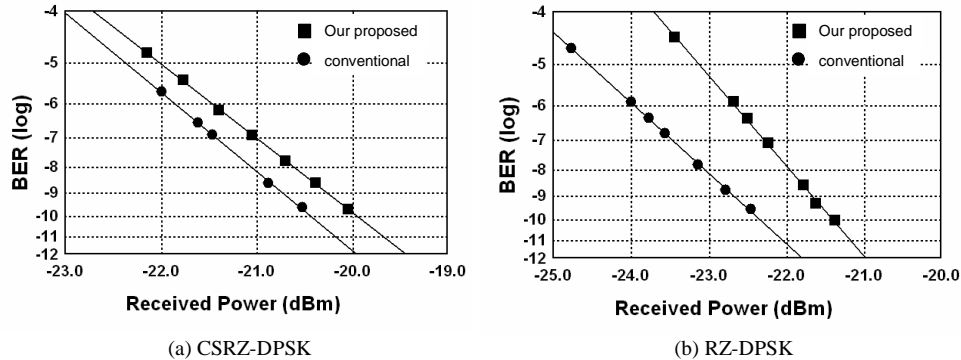 -4
-5
-6
-7
-8
-9
-10
-11
-12
BER (log)
Our proposed
conventional
-23.0 -22.0 -21.0 -20.0 -19.0
Received Power (dBm)
(a) CSRZ-DPSK
-4
-5
-6
-7
-8
-9
-10
-11
-12
BER (log)
Our proposed
conventional
-25.0 -24.0 -23.0 -22.0 -21.0 -20.0
Received Power (dBm)
(b) RZ-DPSK